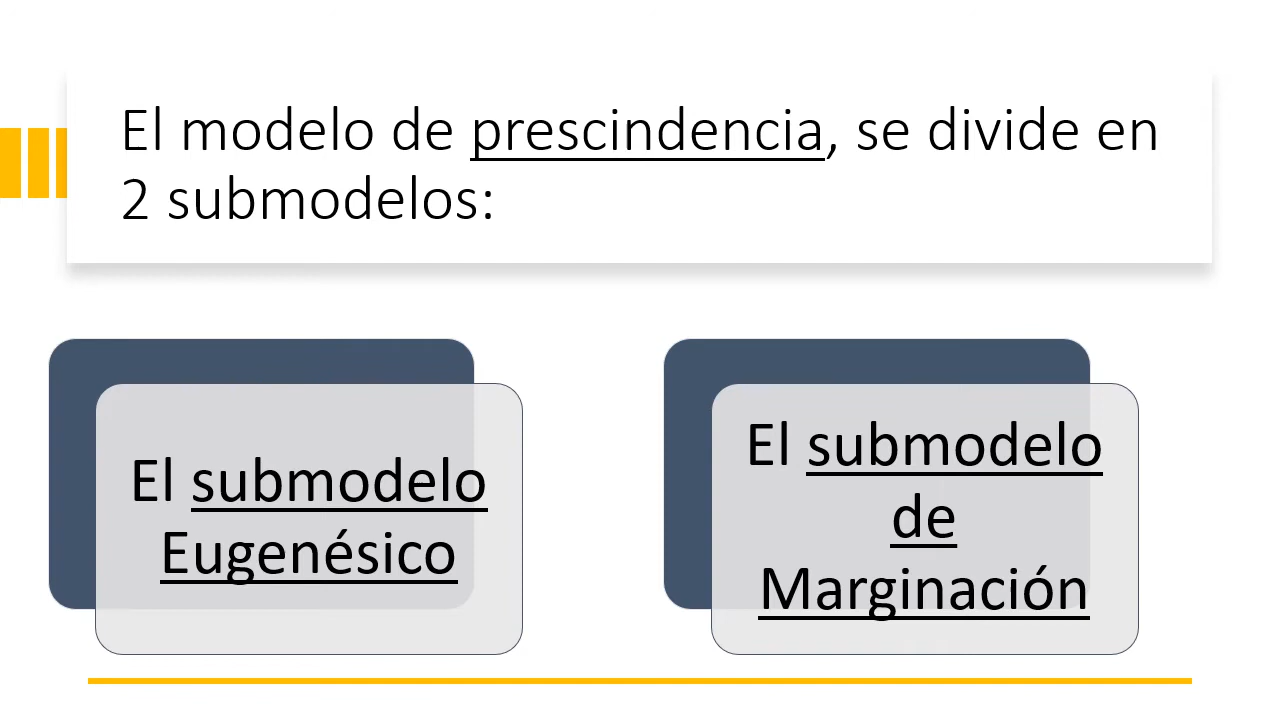 El modelo de prescindencia, se divide en
2 submodelos:
El submodelo
Eugenésico
El submodelo
de
Marginación